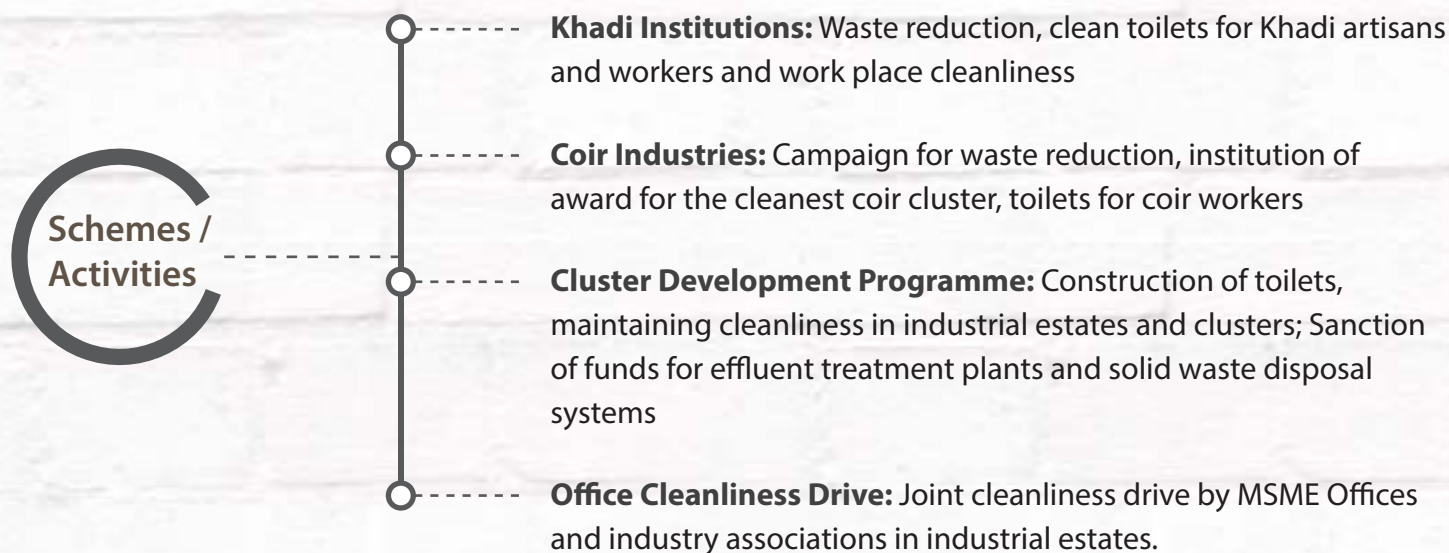 Schemes /
Activities
Khadi Institutions: Waste reduction, clean toilets for Khadi artisans
and workers and work place cleanliness
Coir Industries: Campaign for waste reduction, institution of
award for the cleanest coir cluster, toilets for coir workers
Cluster Development Programme: Construction of toilets,
maintaining cleanliness in industrial estates and clusters; Sanction
of funds for effluent treatment plants and solid waste disposal
systems
Office Cleanliness Drive: Joint cleanliness drive by MSME Offices
and industry associations in industrial estates.